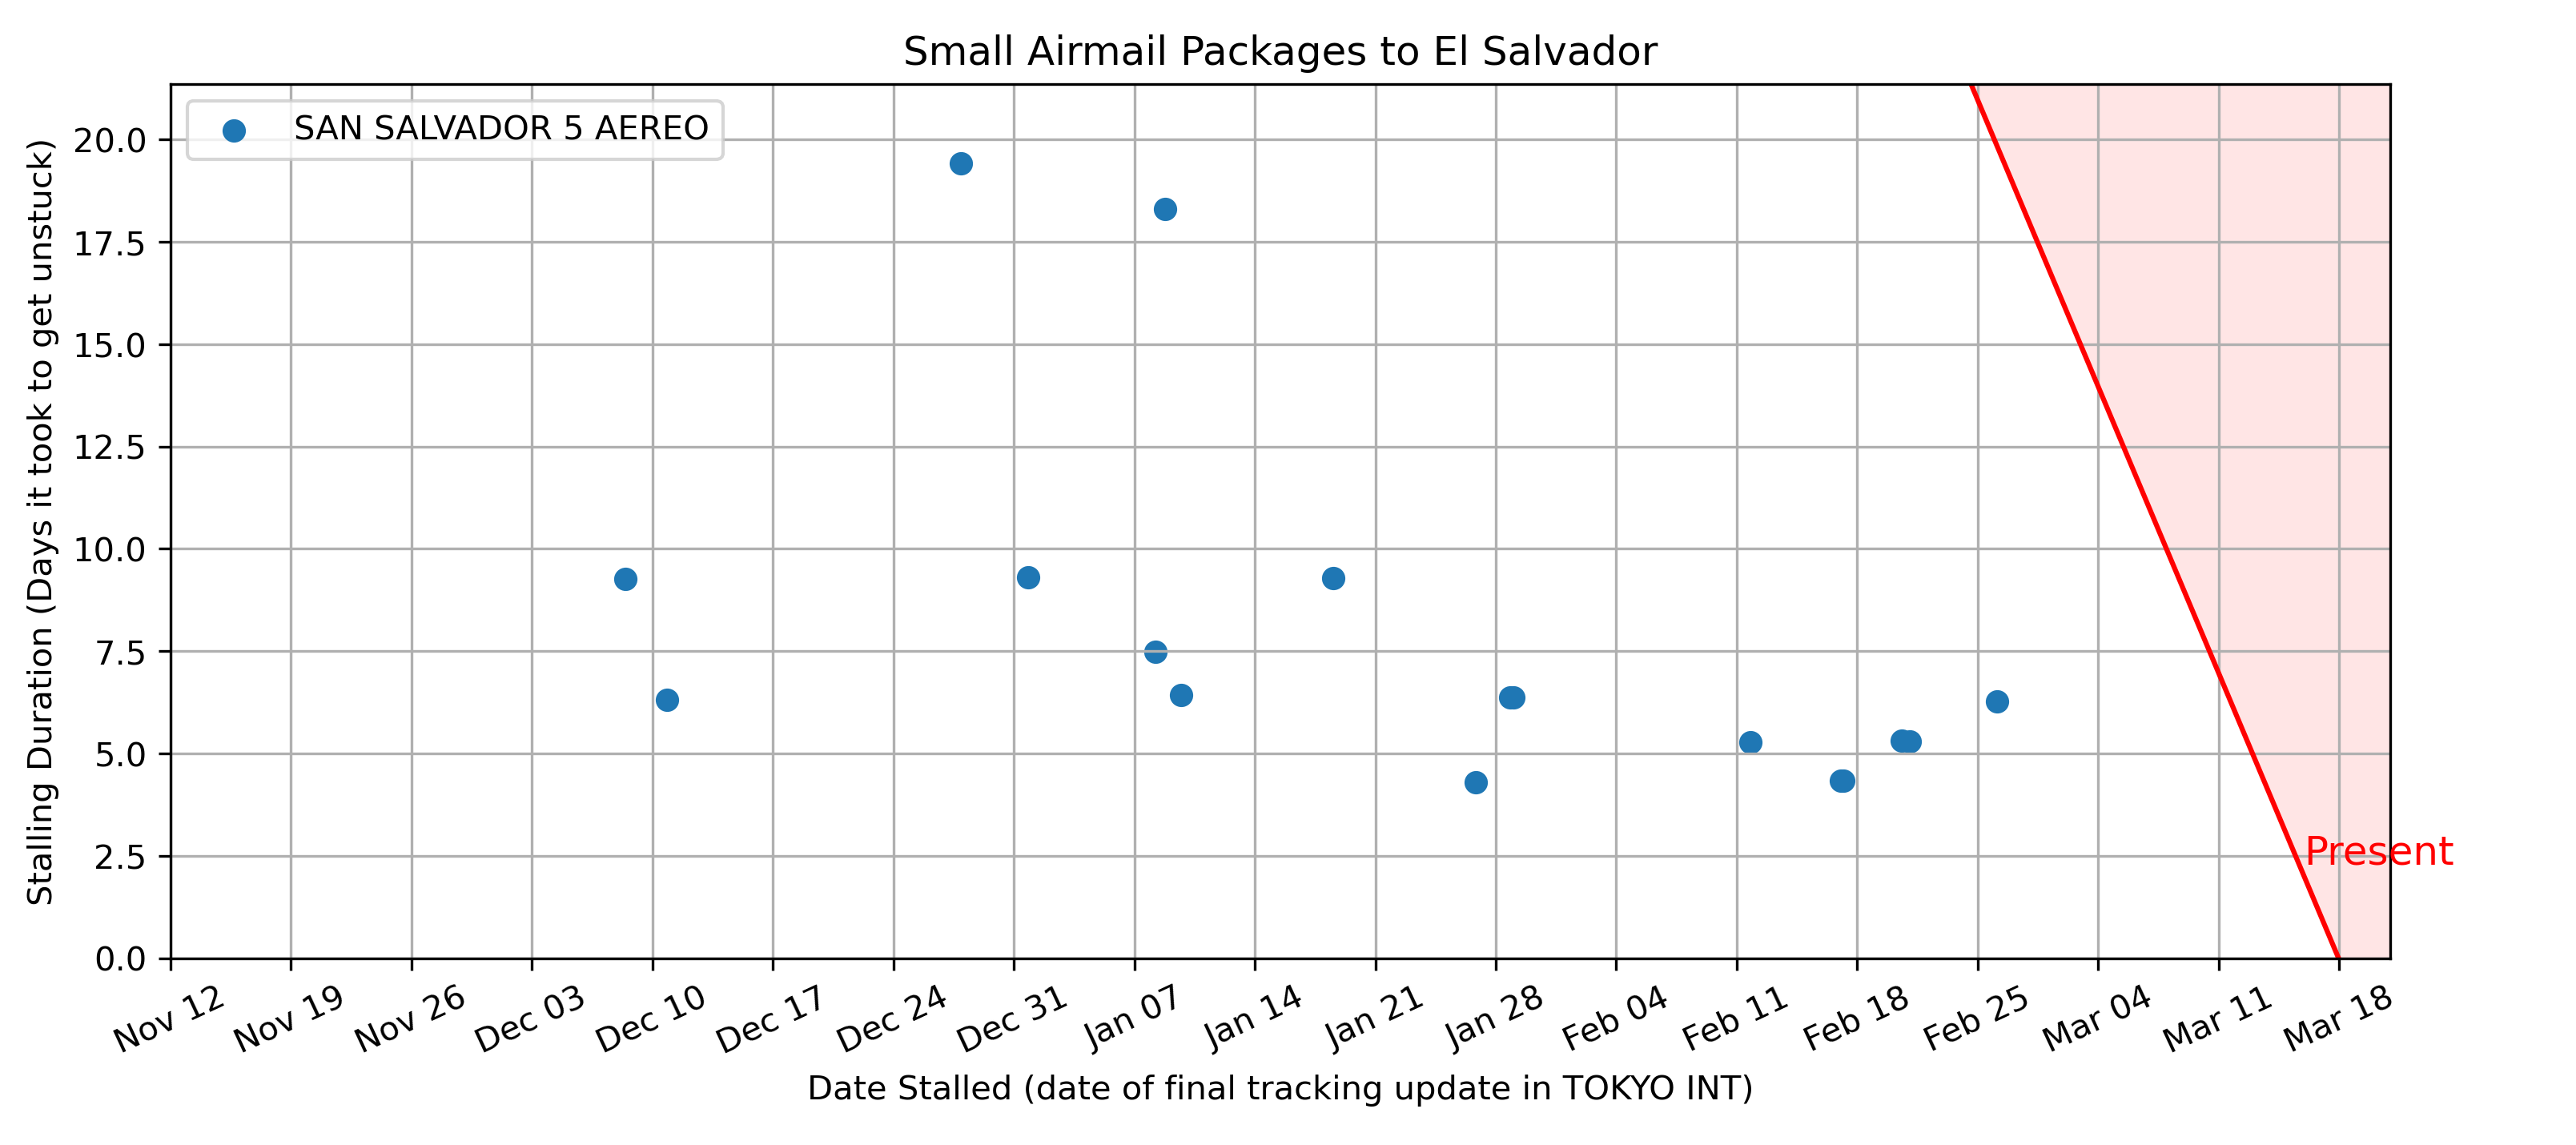 Small Airmail Packages to El Salvador
SAN SALVADOR 5 AEREO
Stalling Duration (Days it took to get unstuck)
20.0
17.5
15.0
12.5
10.0
7.5
5.0
2.5
0.0
Present
Nov 12
Nov 19
Nov 26
Dec 03
Dec 10
Dec 17
Dec 24
Dec 31
Jan 07
Jan 14
Jan 21
Jan 28
Feb 04
Feb 11
Feb 18
Feb 25
Mar 04
Mar 11
Mar 18
Date Stalled (date of final tracking update in TOKYO INT)